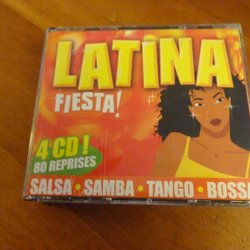 LATINA
FIESTA!
4 CD!
80 REPRISES
SALSA • SAMBA • TANGO • BOSS